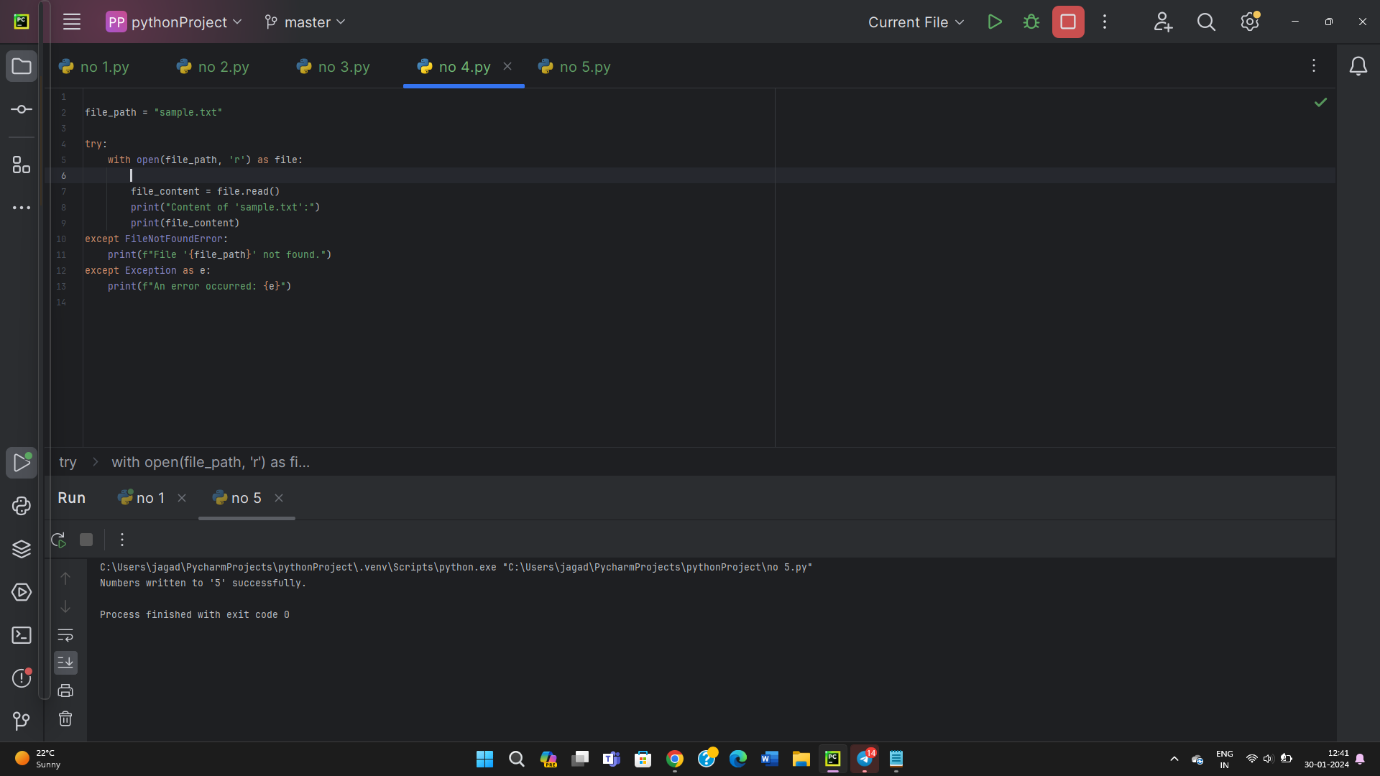 PC
PP pythonProject master Current File
no 1.py no 2.py no 3.py no 4.py no 5.py
1
2 file_path = "sample.txt"
3
4 try:
5 with open(file_path, 'r') as file:
6
7 file_content = file.read()
8 print("Content of 'sample.txt':")
9 print(file_content)
10 except FileNotFoundError:
11 print(f"File '{file_path}' not found.")
12 except Exception as e:
13 print(f"An error occurred: {e}")
14
try > with open(file_path, 'r') as fi...
Run no 1 no 5
C:\Users\jagad\PycharmProjects\pythonProject\.venv\Scripts\python.exe "C:\Users\jagad\PycharmProjects\pythonProject\no 5.py"
Numbers written to '5' successfully.
Process finished with exit code 0
22°C
Sunny
PRE
T
W
PC
14
ENG
IN
12:41
30-01-2024